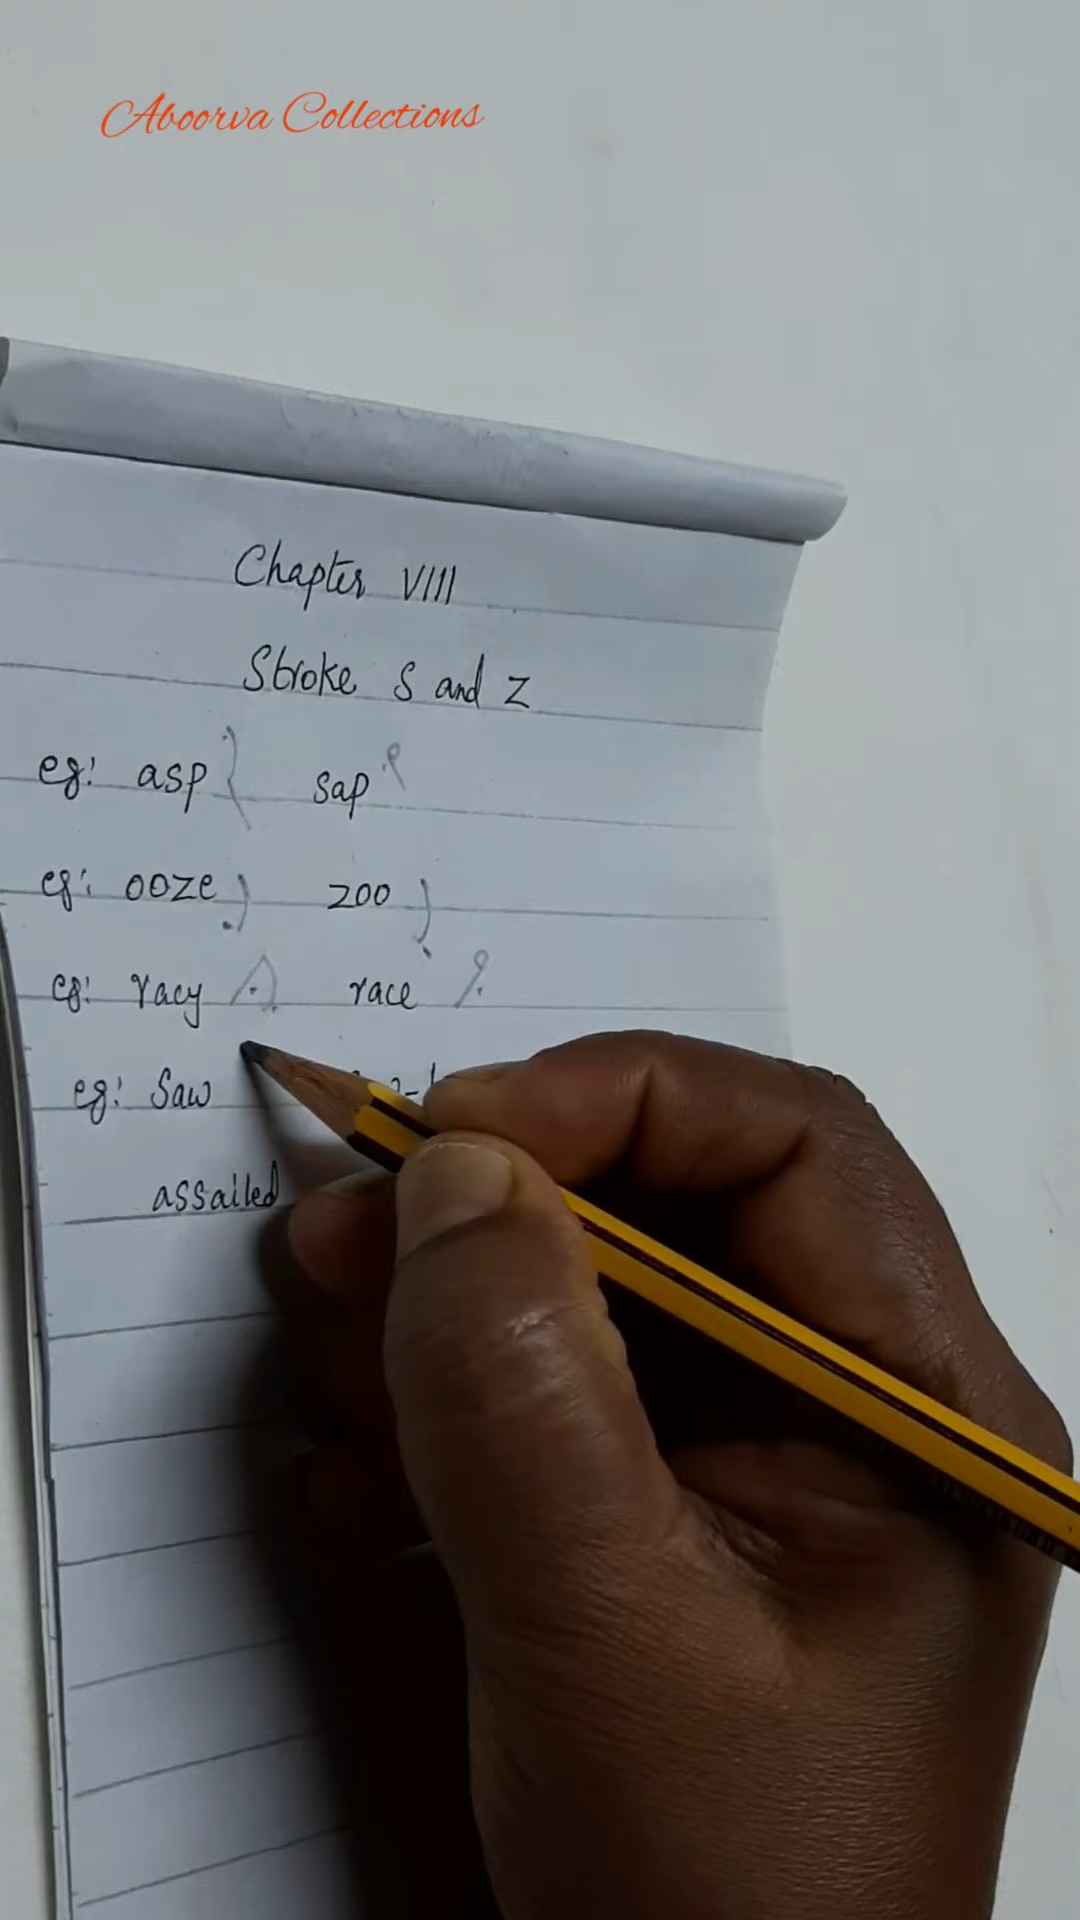 Aboorva Collections
Chapter VIII
Stroke S and Z
eg: asp sap
eg: ooze zoo
eg: racy race
eg: Saw
assailed